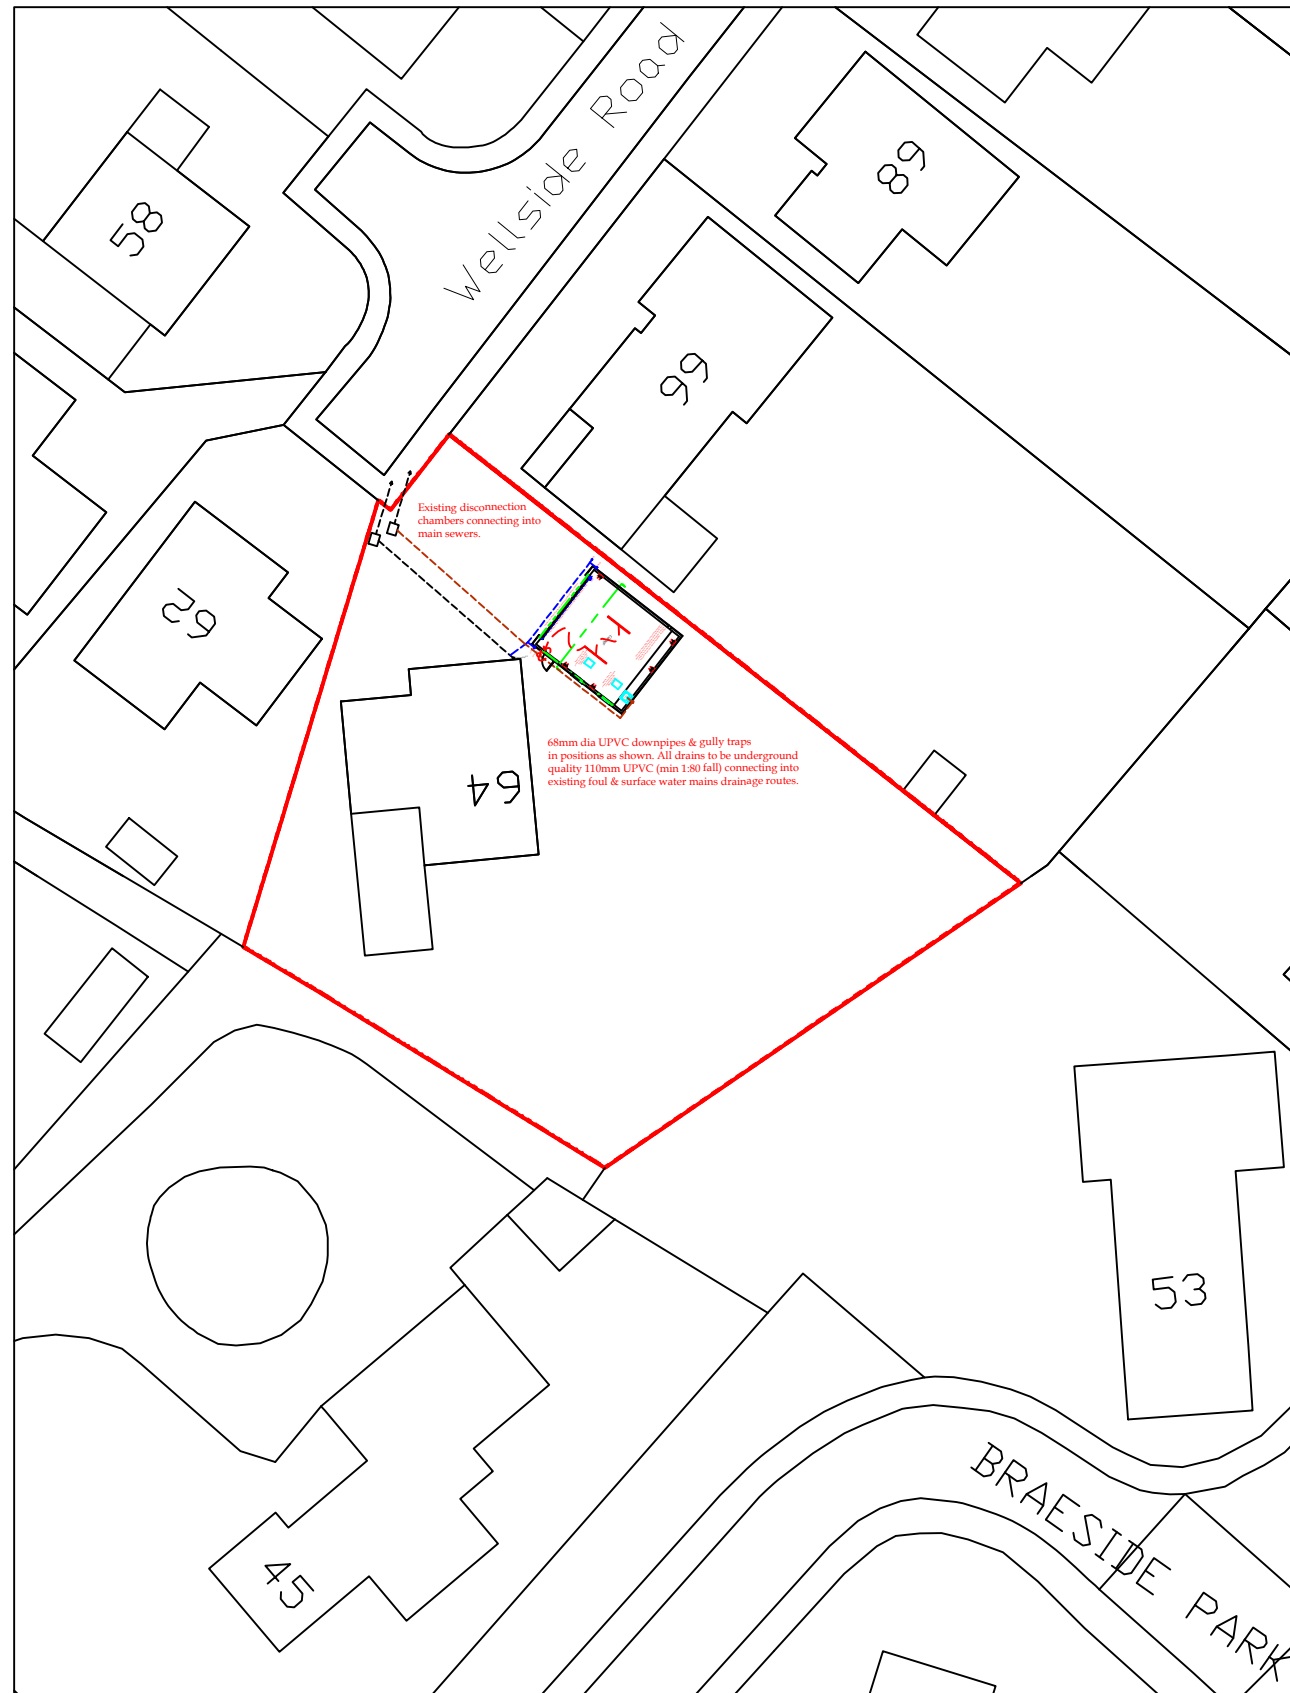 Wellside Road
58
68
66
Existing disconnection
chambers connecting into
main sewers.
62
68mm dia UPVC downpipes & gully traps
in positions as shown. All drains to be underground
quality 110mm UPVC (min 1:80 fall) connecting into
existing foul & surface water mains drainage routes.
64
53
45
BRAESIDE PARK